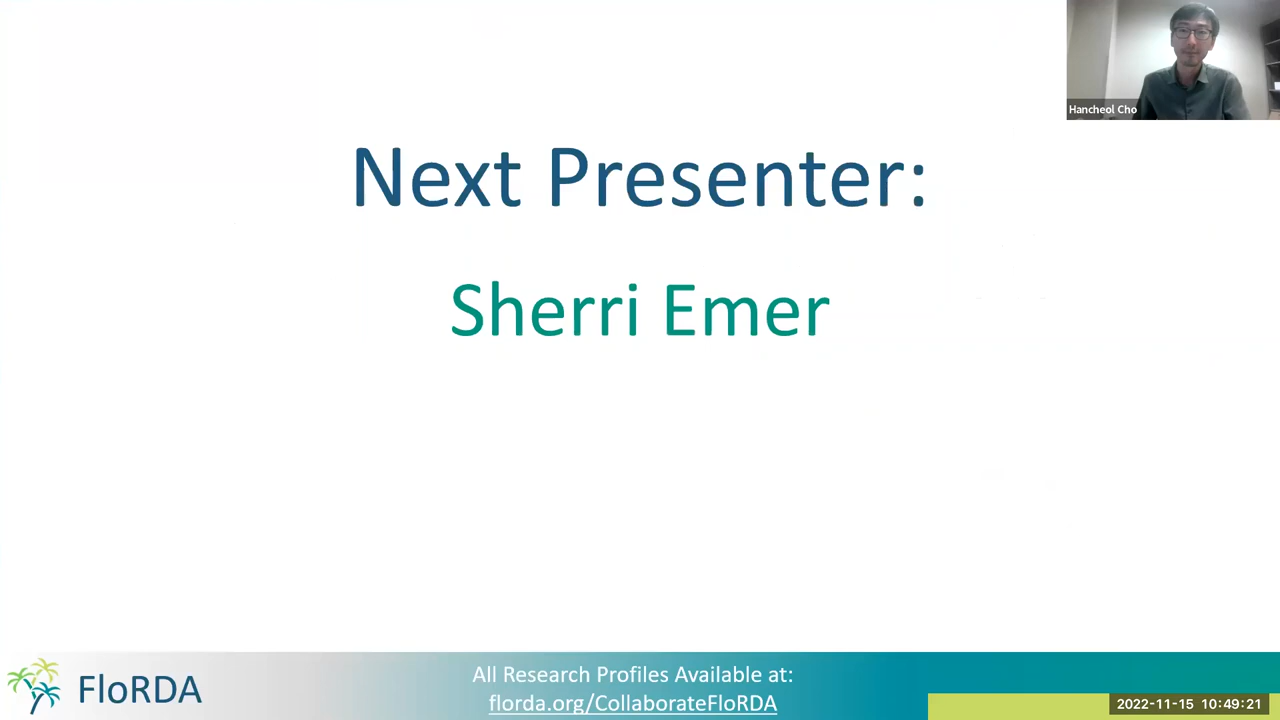 Hancheol Cho
Next Presenter:
Sherri Emer
FloRDA
All Research Profiles Available at:
florda.org/CollaborateFloRDA
2022-11-15 10:49:21